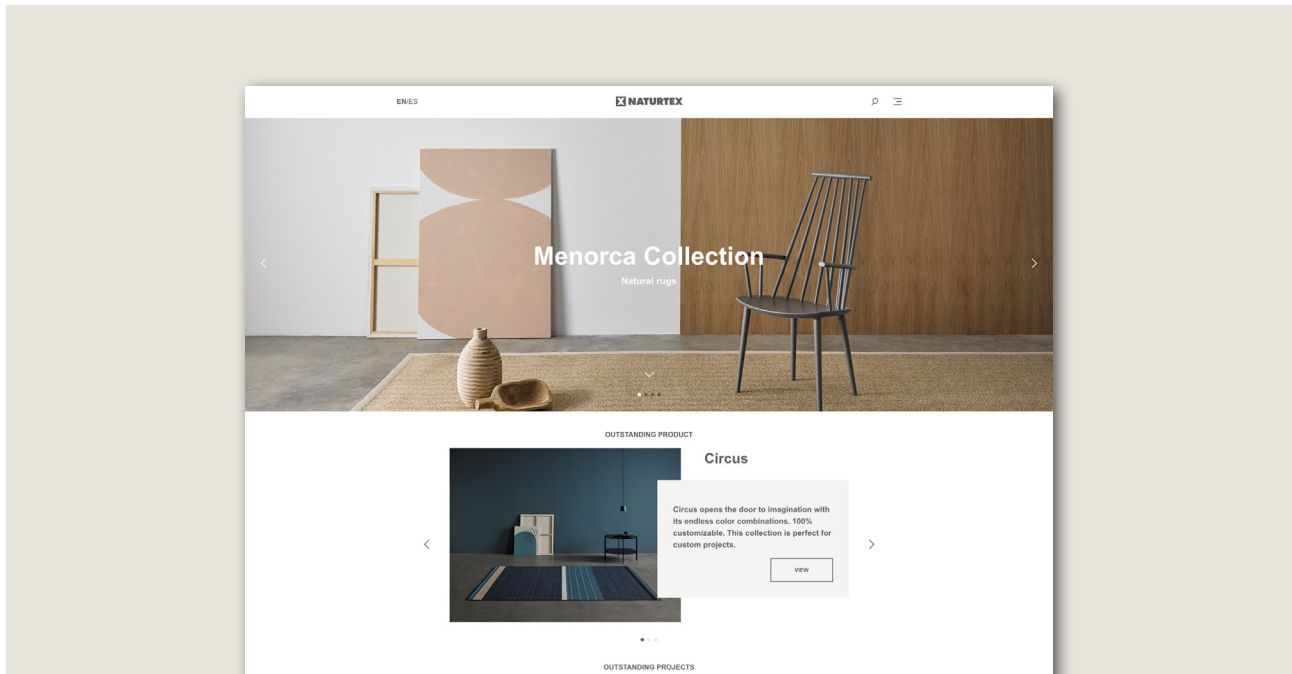 EN/ES
NATURTEX
Menorca Collection
Natural rugs
OUTSTANDING PRODUCT
Circus
Circus opens the door to imagination with
its endless color combinations. 100%
customizable. This collection is perfect for
custom projects.
VIEW
OUTSTANDING PROJECTS